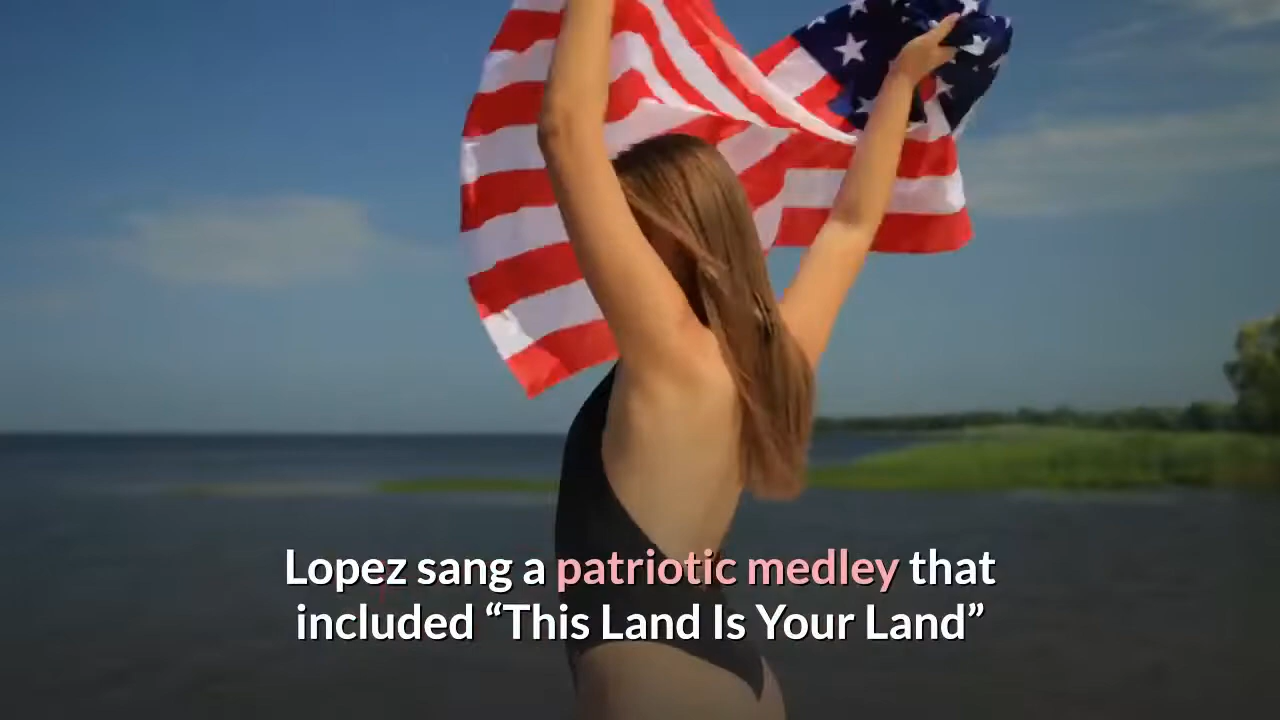 Lopez sang a patriotic medley that
included “This Land Is Your Land”